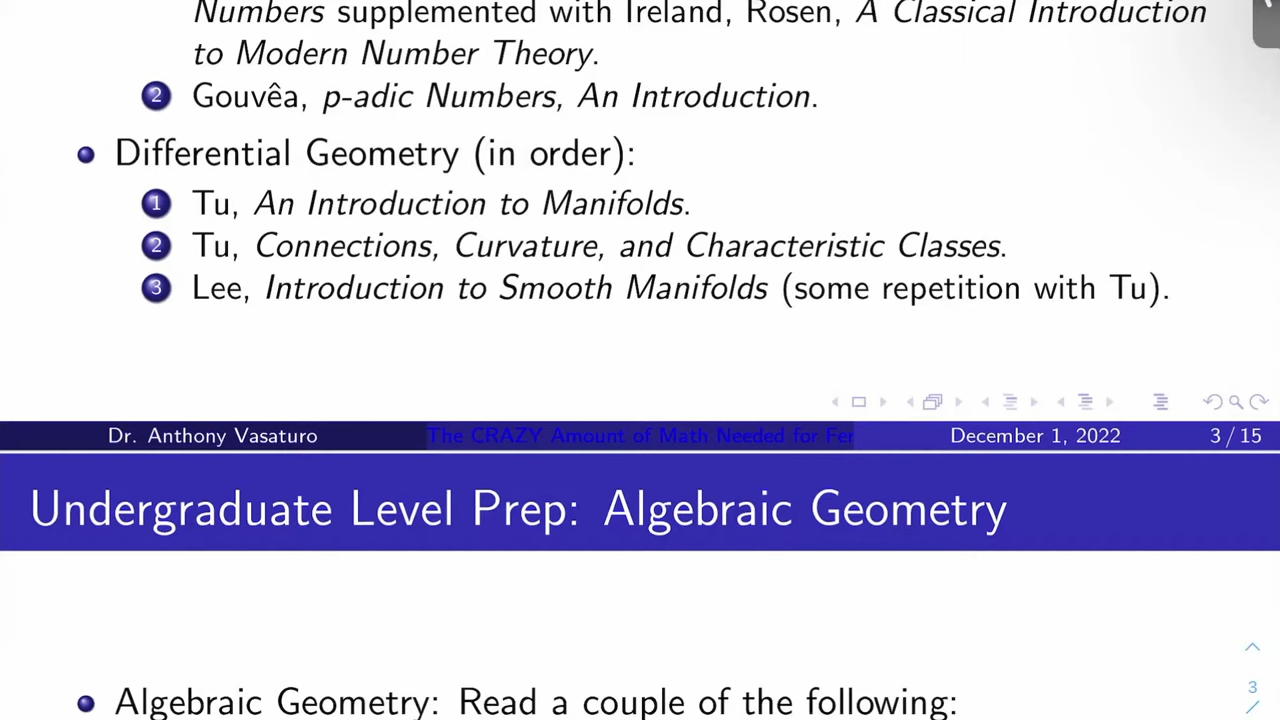 Numbers supplemented with Ireland, Rosen, A Classical Introduction
to Modern Number Theory.
2 Gouvêa, p-adic Numbers, An Introduction.
Differential Geometry (in order):
1 Tu, An Introduction to Manifolds.
2 Tu, Connections, Curvature, and Characteristic Classes.
3 Lee, Introduction to Smooth Manifolds (some repetition with Tu).
Dr. Anthony Vasaturo The CRAZY Amount of Math Needed for Fer December 1, 2022 3 / 15
Undergraduate Level Prep: Algebraic Geometry
Algebraic Geometry: Read a couple of the following:
3
/